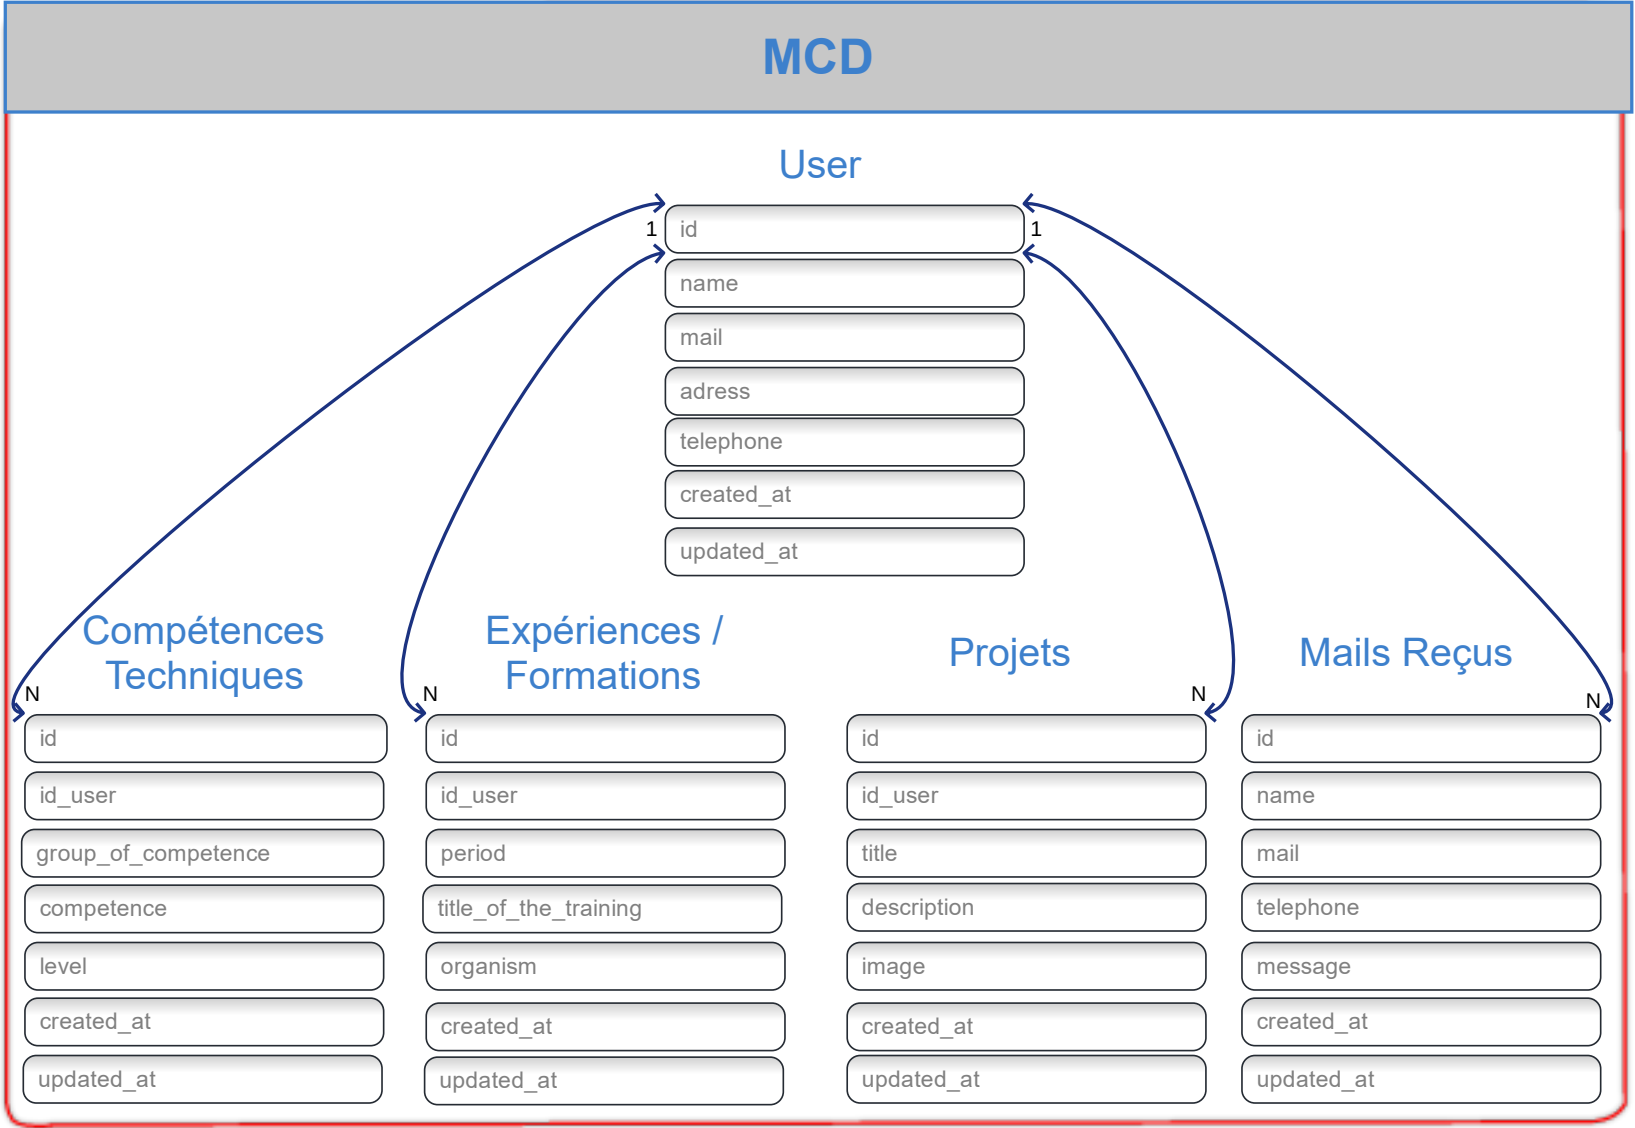 MCD
User
1
id
1
name
mail
adress
telephone
created_at
updated_at
Compétences
Techniques
N
id
id_user
group_of_competence
competence
level
created_at
updated_at
Expériences /
Formations
N
id
id_user
period
title_of_the_training
organism
created_at
updated_at
Projets
N
id
id_user
title
description
image
created_at
updated_at
Mails Reçus
N
id
name
mail
telephone
message
created_at
updated_at